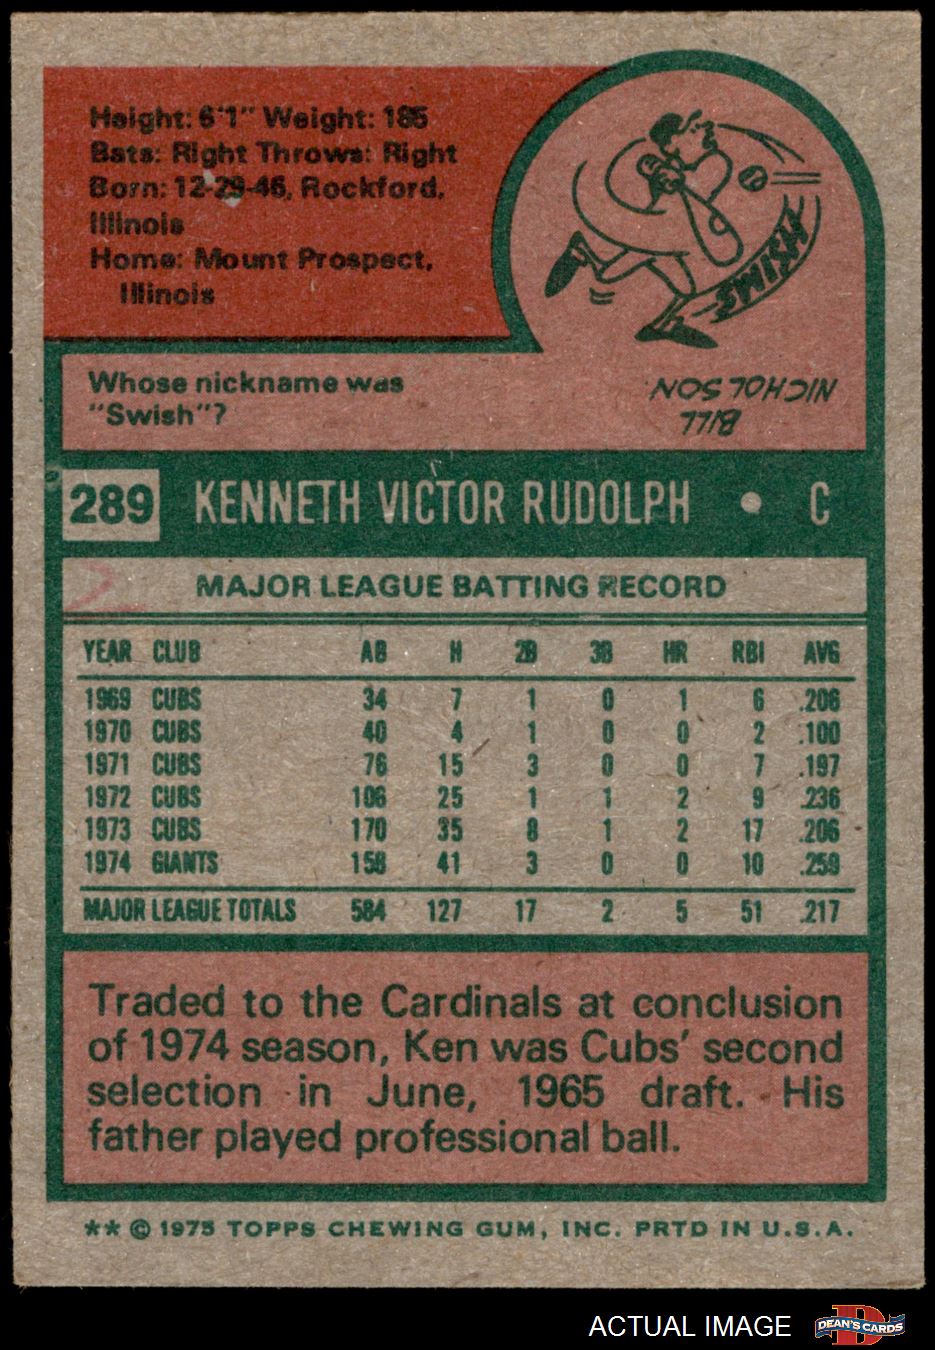 Height: 6'1" Weight: 185
Bats: Right Throws: Right
Born: 12-29-46, Rockford,
Illinois
Home: Mount Prospect,
Illinois
SWISH
Whose nickname was
"Swish"?
BILL
NICHOLSON
289 KENNETH VICTOR RUDOLPH • C
2
MAJOR LEAGUE BATTING RECORD
YEAR CLUB AB H 2B 3B HR RBI AVG
1969 CUBS 34 7 1 0 1 6 .206
1970 CUBS 40 4 1 0 0 2 .100
1971 CUBS 76 15 3 0 0 7 .197
1972 CUBS 106 25 1 1 2 9 .236
1973 CUBS 170 35 8 1 2 17 .206
1974 GIANTS 158 41 3 0 0 10 .259
MAJOR LEAGUE TOTALS 584 127 17 2 5 51 .217
Traded to the Cardinals at conclusion
of 1974 season, Ken was Cubs' second
selection in June, 1965 draft. His
father played professional ball.
** © 1975 TOPPS CHEWING GUM, INC. PRTD IN U.S.A.
ACTUAL IMAGE
D
DEAN'S CARDS